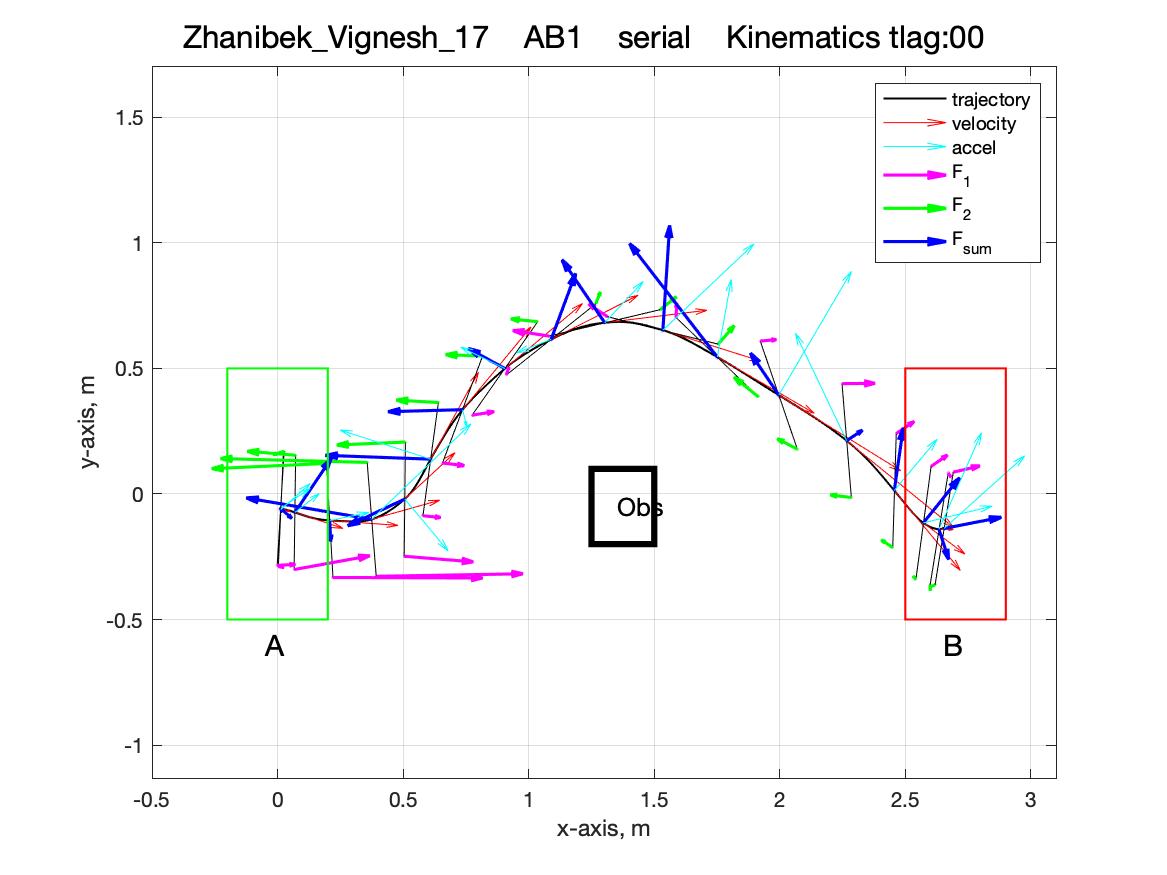 Zhanibek_Vignesh_17 AB1 serial Kinematics tlag:00
trajectory
velocity
accel
F1
F2
Fsum
1.5
1
0.5
0
-0.5
-1
y-axis, m
Obs
A
B
-0.5 0 0.5 1 1.5 2 2.5 3
x-axis, m